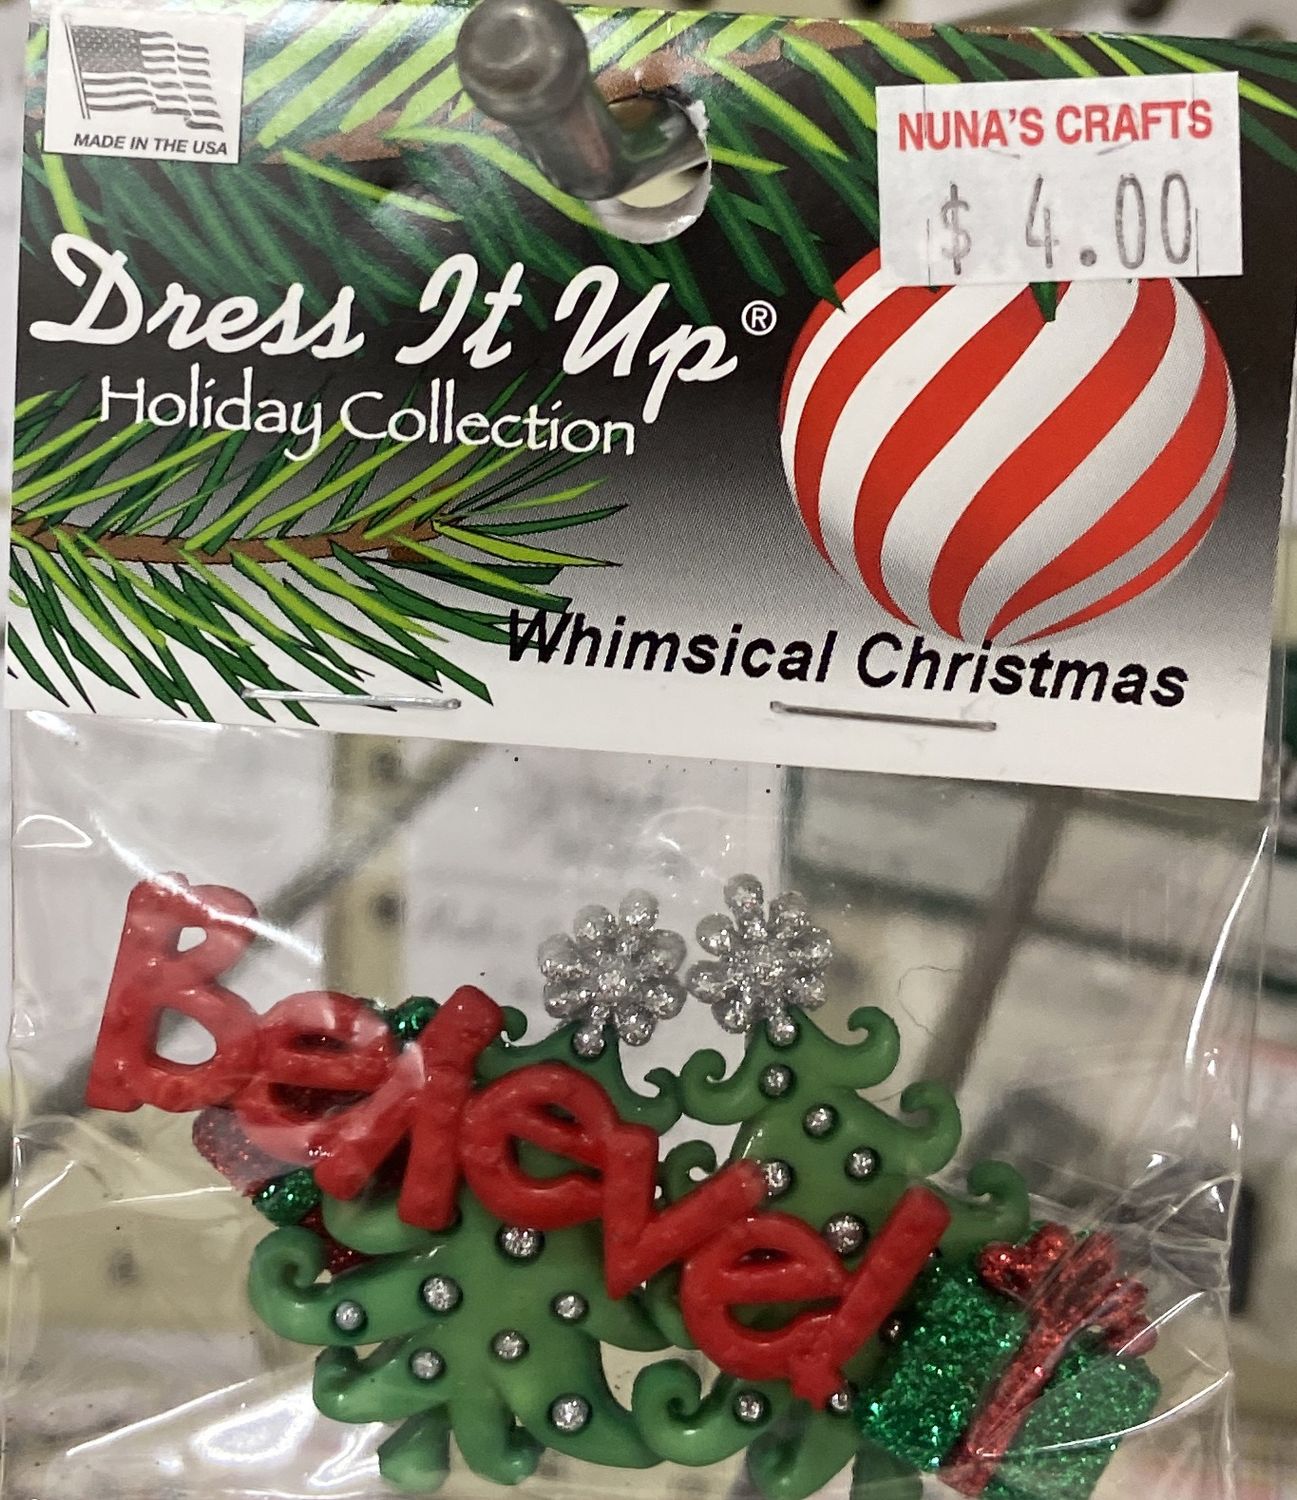 MADE IN THE USA
NUNA'S CRAFTS
$ 4.00
Dress It Up®
Holiday Collection
Whimsical Christmas
Believe!